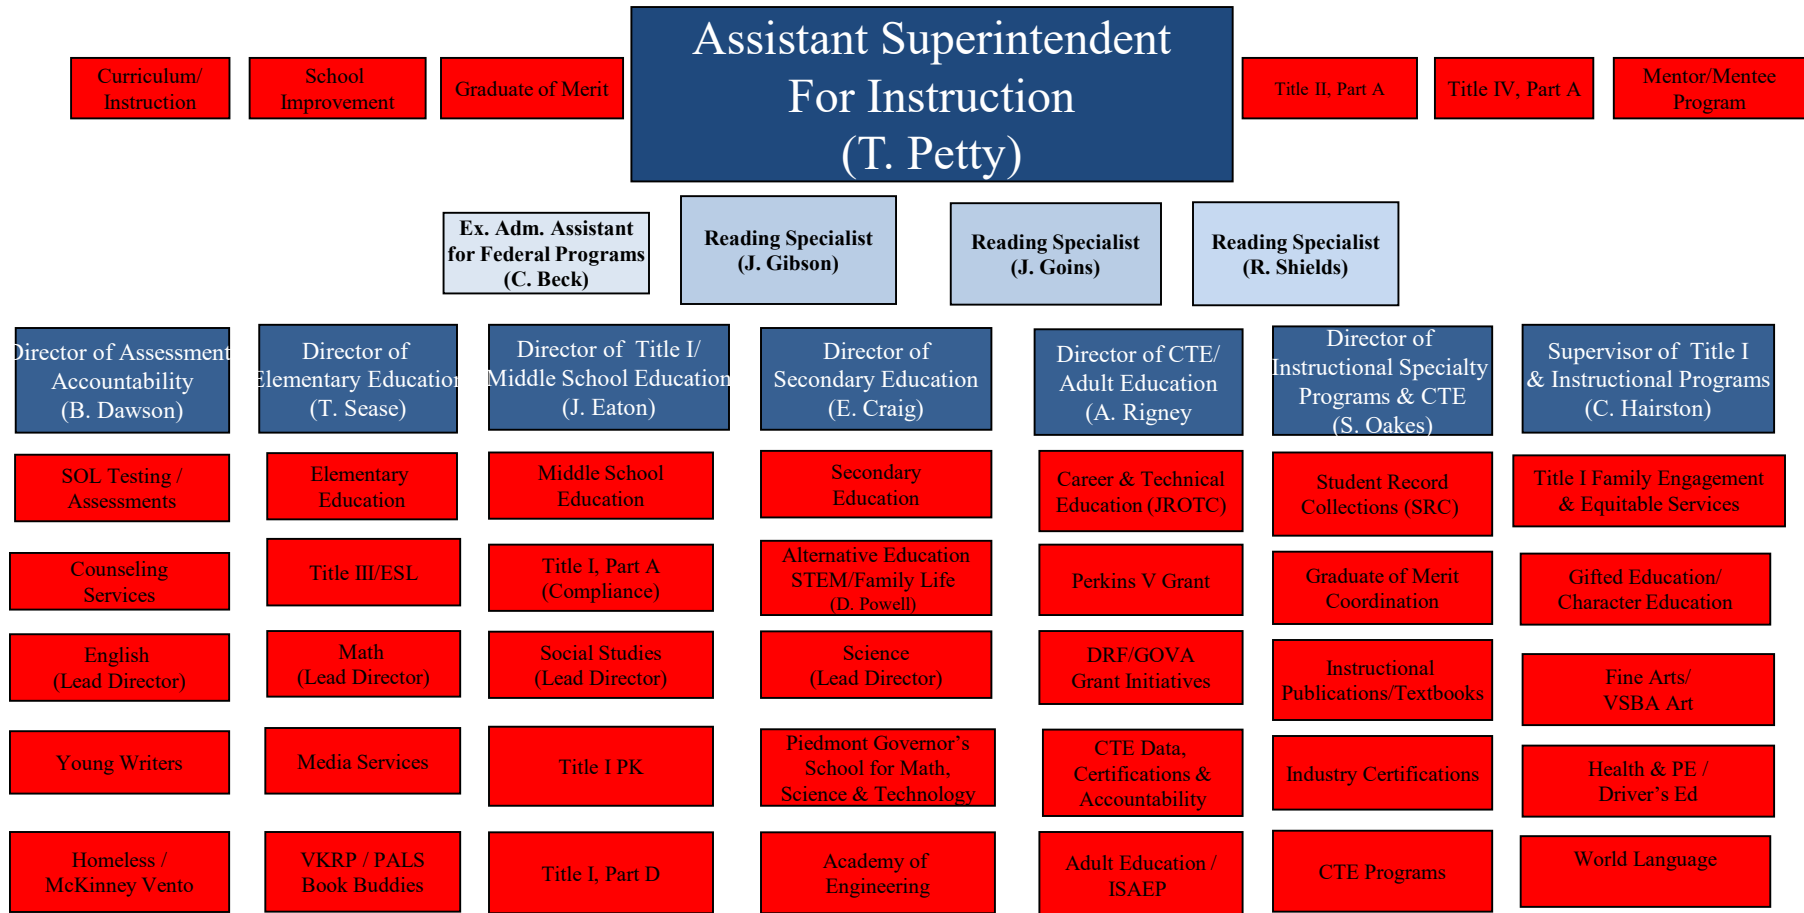 Curriculum/
Instruction
School
Improvement
Graduate of Merit
Assistant Superintendent
For Instruction
(T. Petty)
Title II, Part A
Title IV, Part A
Mentor/Mentee
Program
Ex. Adm. Assistant
for Federal Programs
(C. Beck)
Reading Specialist
(J. Gibson)
Reading Specialist
(J. Goins)
Reading Specialist
(R. Shields)
Director of Assessment
Accountability
(B. Dawson)
Director of
Elementary Education
(T. Sease)
Director of Title I/
Middle School Education
(J. Eaton)
Director of
Secondary Education
(E. Craig)
Director of CTE/
Adult Education
(A. Rigney
Director of
Instructional Specialty
Programs & CTE
(S. Oakes)
Supervisor of Title I
& Instructional Programs
(C. Hairston)
SOL Testing /
Assessments
Elementary
Education
Middle School
Education
Secondary
Education
Career & Technical
Education (JROTC)
Student Record
Collections (SRC)
Title I Family Engagement
& Equitable Services
Counseling
Services
Title III/ESL
Title I, Part A
(Compliance)
Alternative Education
STEM/Family Life
(D. Powell)
Perkins V Grant
Graduate of Merit
Coordination
Gifted Education/
Character Education
English
(Lead Director)
Math
(Lead Director)
Social Studies
(Lead Director)
Science
(Lead Director)
DRF/GOVA
Grant Initiatives
Instructional
Publications/Textbooks
Fine Arts/
VSBA Art
Young Writers
Media Services
Title I PK
Piedmont Governor's
School for Math,
Science & Technology
CTE Data,
Certifications &
Accountability
Industry Certifications
Health & PE /
Driver's Ed
Homeless /
McKinney Vento
VKRP / PALS
Book Buddies
Title I, Part D
Academy of
Engineering
Adult Education /
ISAEP
CTE Programs
World Language